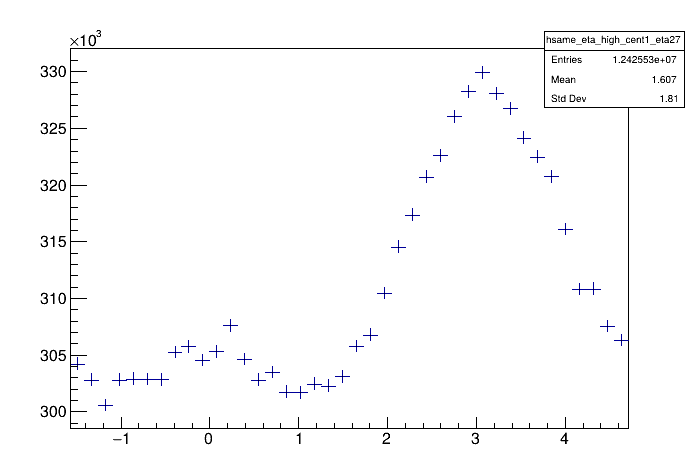 ×10³
hsame_eta_high_cent1_eta27
Entries 1.242553e+07
Mean 1.607
Std Dev 1.81
330
325
320
315
310
305
300
−1 0 1 2 3 4